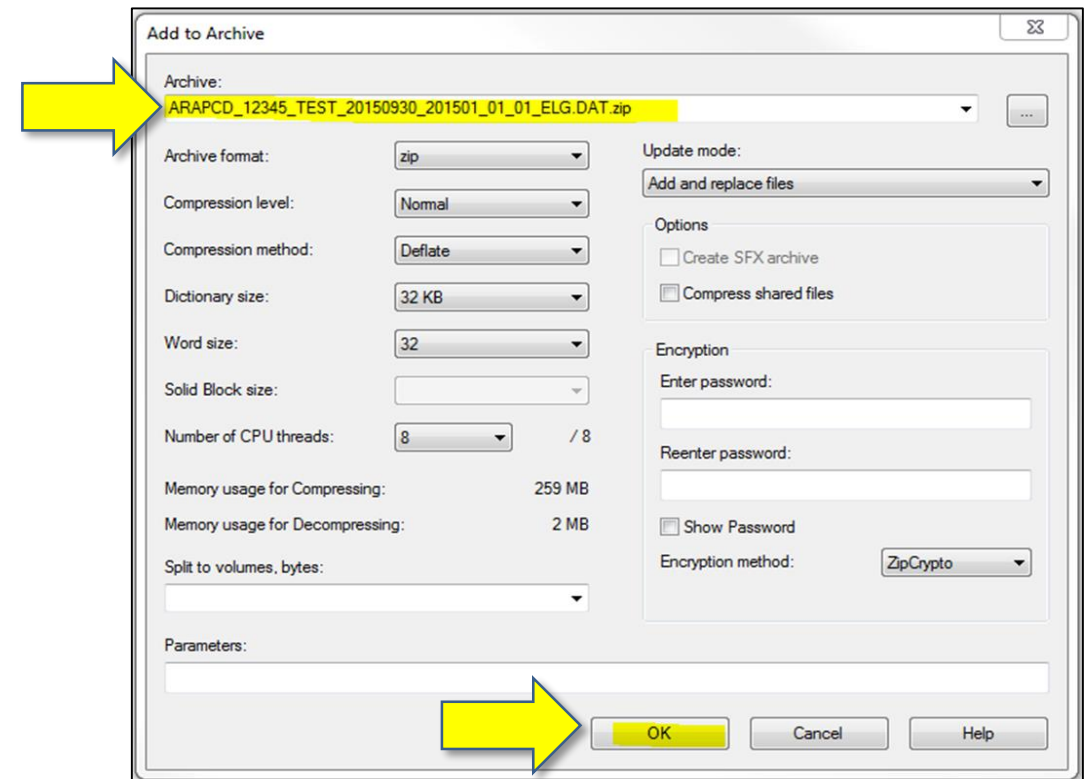 Add to Archive
Archive:
ARAPCD_12345_TEST_20150930_201501_01_01_ELG.DAT.zip
...
Archive format:
zip
Compression level:
Normal
Compression method:
Deflate
Dictionary size:
32 KB
Word size:
32
Solid Block size:
Number of CPU threads:
8
/ 8
Memory usage for Compressing:
259 MB
Memory usage for Decompressing:
2 MB
Split to volumes, bytes:
Update mode:
Add and replace files
Options
Create SFX archive
Compress shared files
Encryption
Enter password:
Reenter password:
Show Password
Encryption method:
ZipCrypto
Parameters:
OK
Cancel
Help